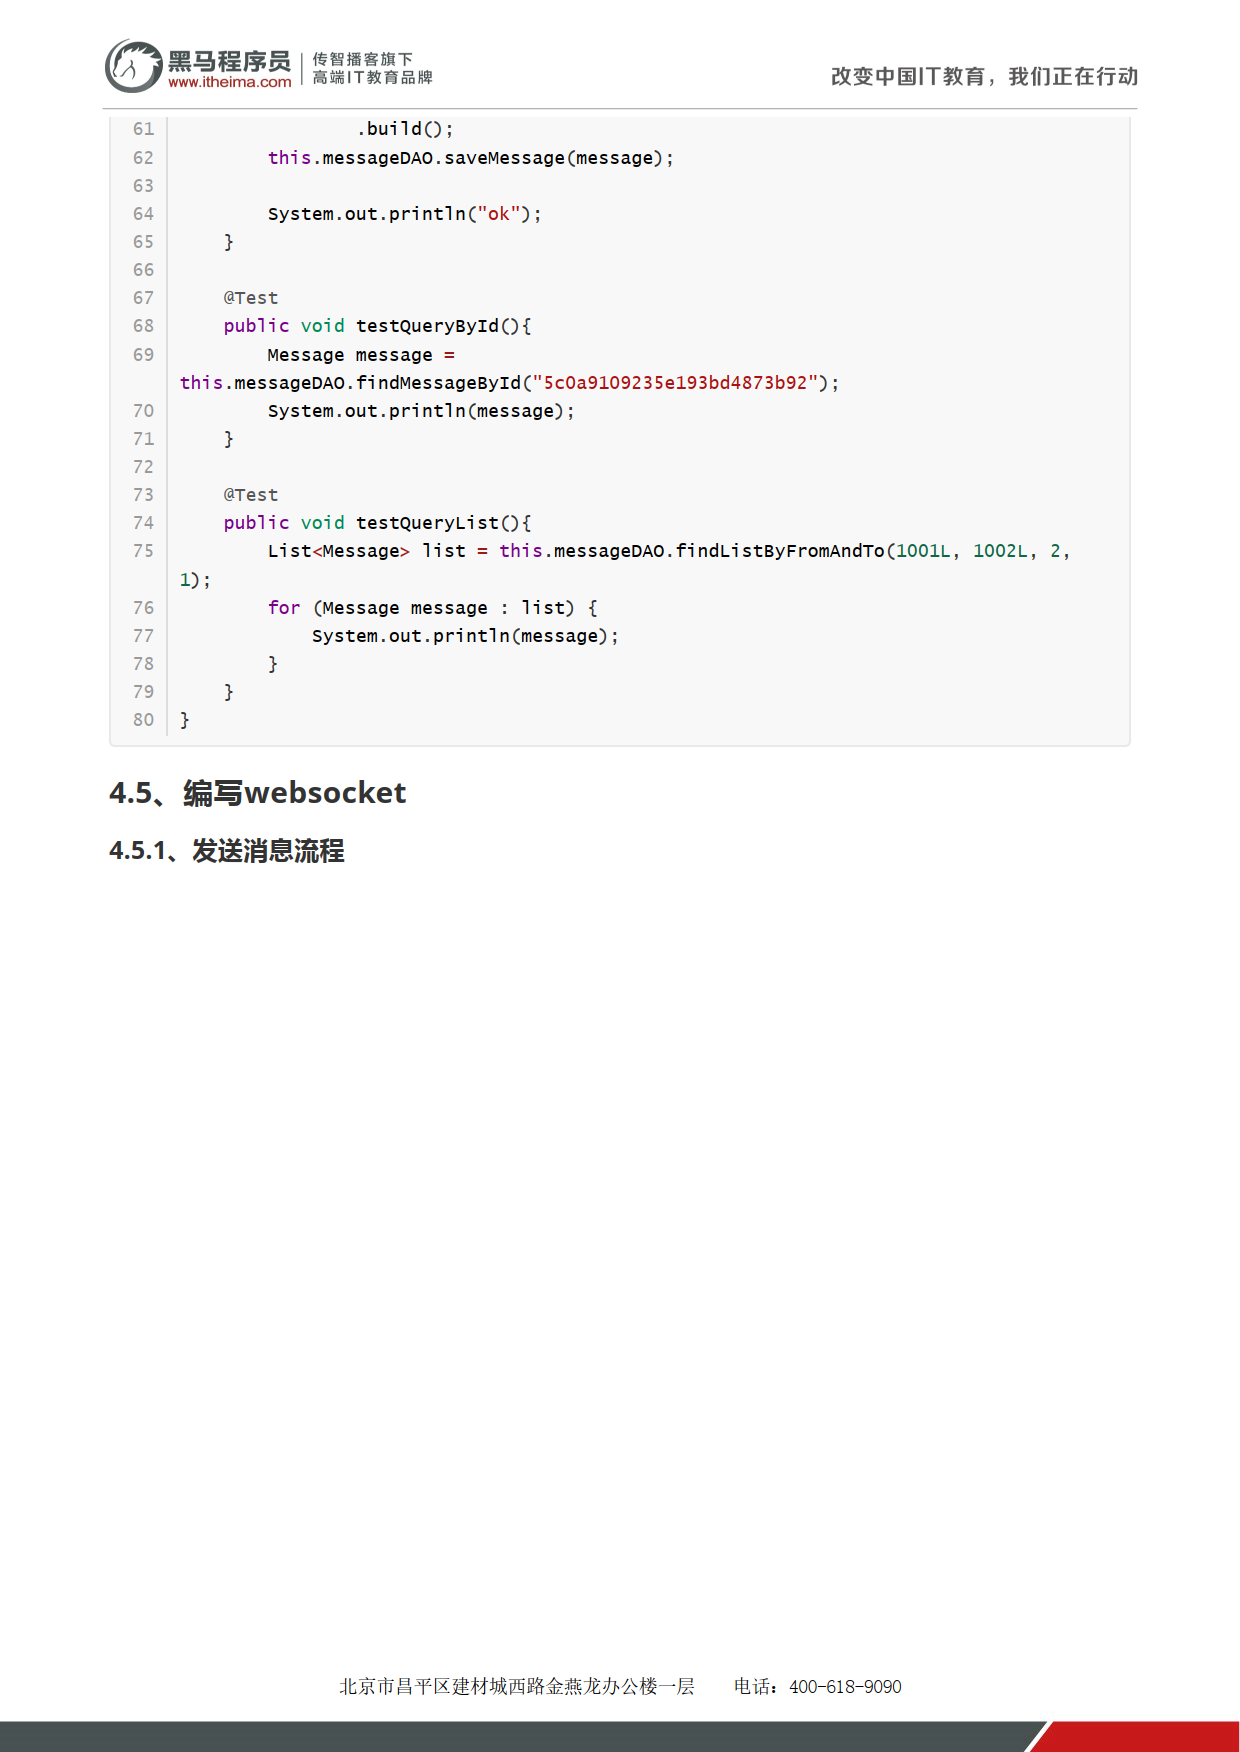 黑马程序员
www.itheima.com
传智播客旗下
高端IT教育品牌
改变中国IT教育，我们正在行动
61                 .build();
62         this.messageDAO.saveMessage(message);
63
64         System.out.println("ok");
65     }
66
67     @Test
68     public void testQueryById(){
69         Message message =
this.messageDAO.findMessageById("5c0a9109235e193bd4873b92");
70         System.out.println(message);
71     }
72
73     @Test
74     public void testQueryList(){
75         List<Message> list = this.messageDAO.findListByFromAndTo(1001L, 1002L, 2,
1);
76         for (Message message : list) {
77             System.out.println(message);
78         }
79     }
80 }
4.5、编写websocket
4.5.1、发送消息流程
北京市昌平区建材城西路金燕龙办公楼一层 电话：400-618-9090